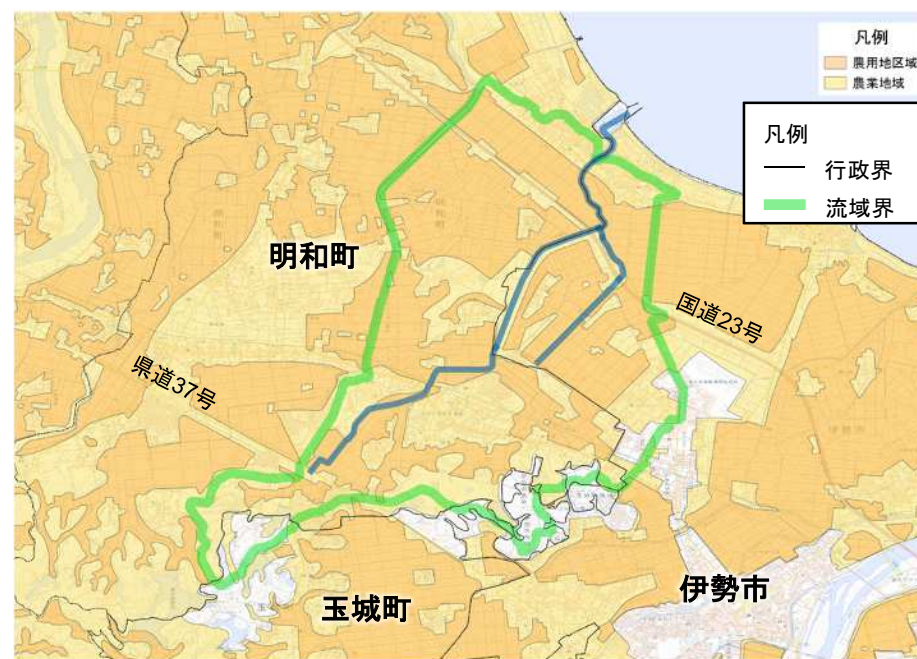 凡例
農用地区域
農業地域
凡例
行政界
流域界
明和町
国道23号
県道37号
玉城町
伊勢市